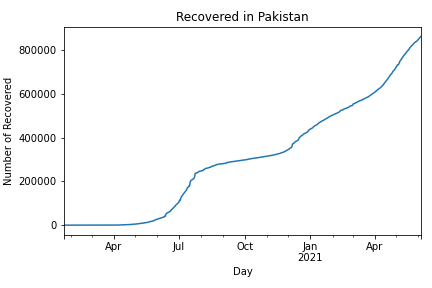 Recovered in Pakistan
Number of Recovered
800000
600000
400000
200000
0
Apr Jul Oct Jan Apr
2021
Day